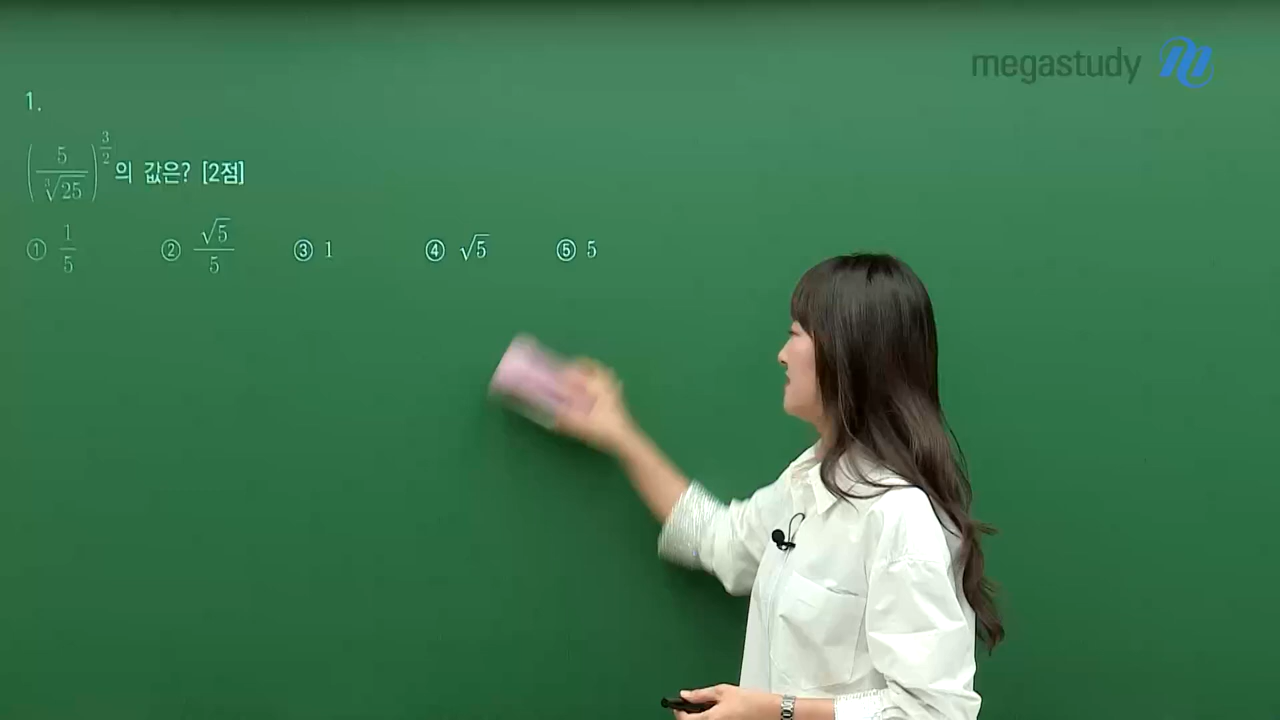 megastudy
1.
(5/∛25)^(3/2)의 값은? [2점]
① 1/5 ② √5/5 ③ 1 ④ √5 ⑤ 5